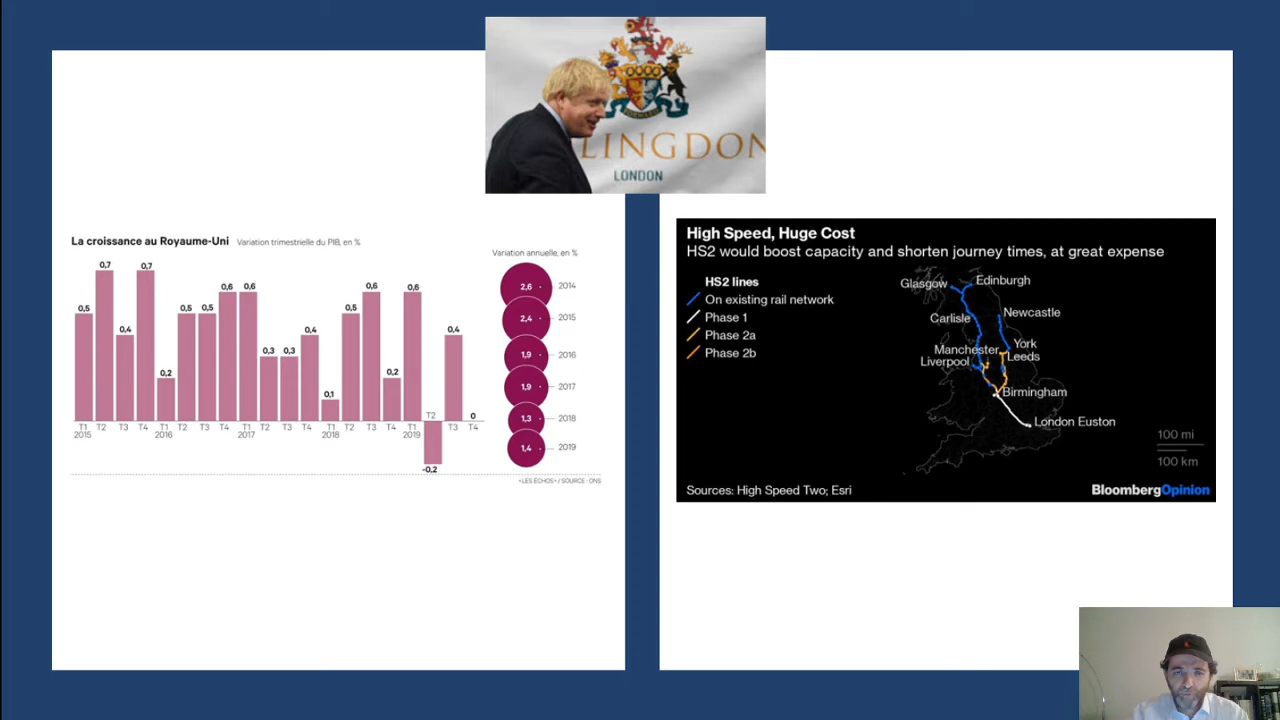 LINGDON
LONDON
La croissance au Royaume-Uni Variation trimestrielle du PIB, en %
Variation annuelle, en %
0,5
0,7
0,4
0,7
0,2
0,5
0,5
0,6
0,6
0,3
0,3
0,4
0,1
0,5
0,6
0,2
0,6
-0,2
0,4
0
T1 T2 T3 T4 T1 T2 T3 T4 T1 T2 T3 T4 T1 T2 T3 T4 T1 T2 T3 T4
2015 2016 2017 2018 2019
2,6 2014
2,4 2015
1,9 2016
1,9 2017
1,3 2018
1,4 2019
«LES ECHOS» / SOURCE : ONS
High Speed, Huge Cost
HS2 would boost capacity and shorten journey times, at great expense
HS2 lines
On existing rail network
Phase 1
Phase 2a
Phase 2b
Glasgow
Edinburgh
Carlisle
Newcastle
Manchester
York
Liverpool
Leeds
Birmingham
London Euston
100 mi
100 km
Sources: High Speed Two; Esri
BloombergOpinion